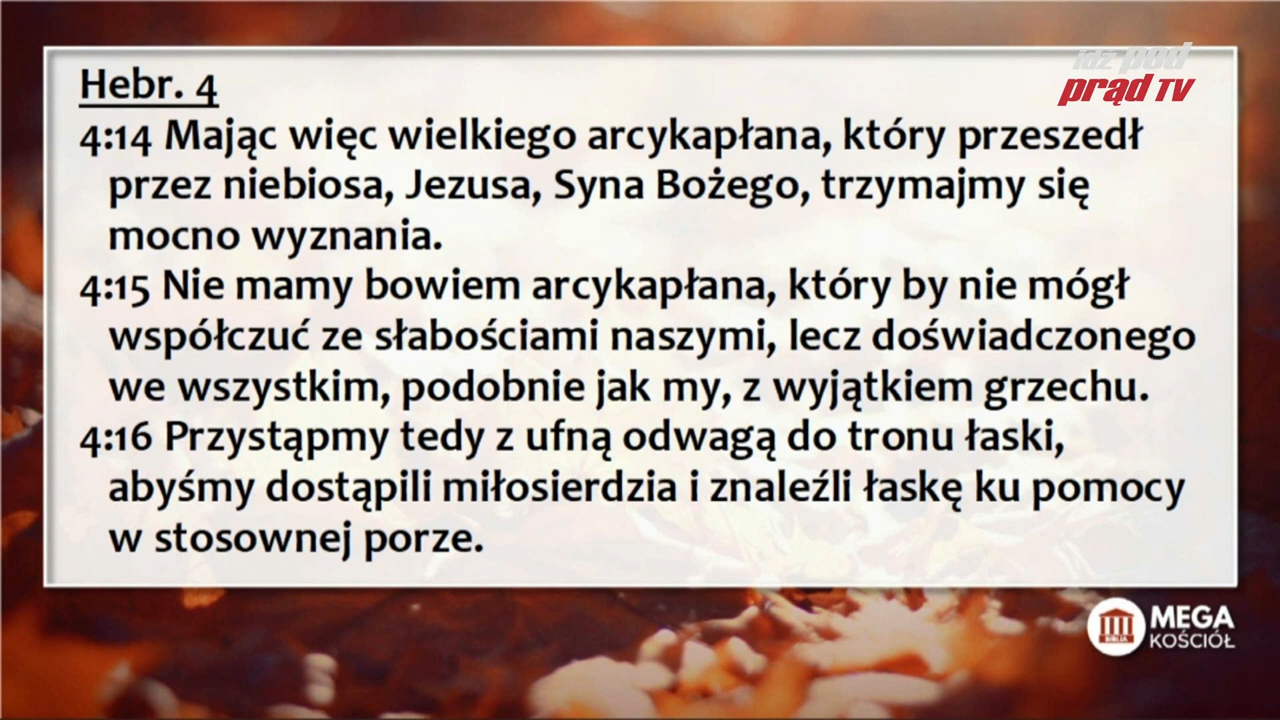 idź pod
prąd TV
Hebr. 4
4:14 Mając więc wielkiego arcykapłana, który przeszedł
przez niebiosa, Jezusa, Syna Bożego, trzymajmy się
mocno wyznania.
4:15 Nie mamy bowiem arcykapłana, który by nie mógł
współczuć ze słabościami naszymi, lecz doświadczonego
we wszystkim, podobnie jak my, z wyjątkiem grzechu.
4:16 Przystąpmy tedy z ufną odwagą do tronu łaski,
abyśmy dostąpili miłosierdzia i znaleźli łaskę ku pomocy
w stosownej porze.
BIBLIA
MEGA
KOŚCIÓŁ